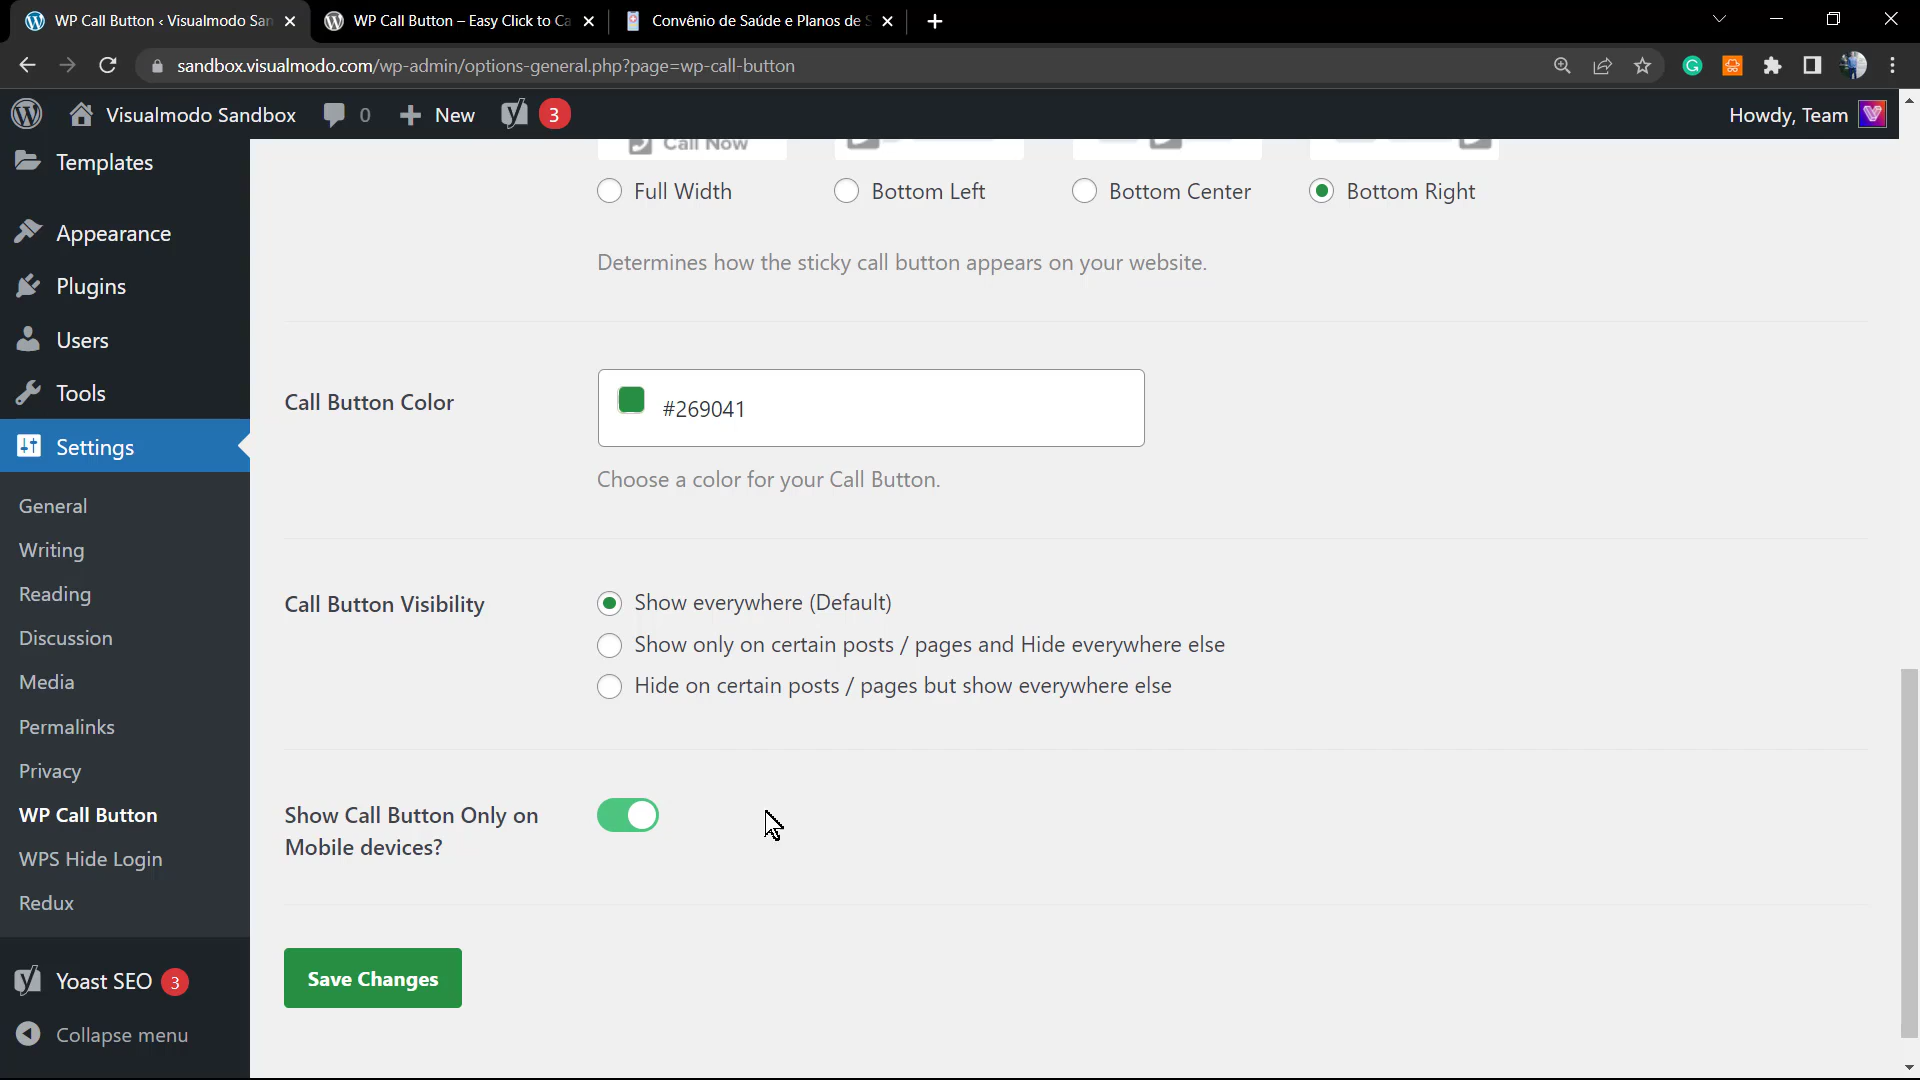 WP Call Button ‹ Visualmodo San
WP Call Button – Easy Click to Ca
Convênio de Saúde e Planos de S
sandbox.visualmodo.com/wp-admin/options-general.php?page=wp-call-button
Visualmodo Sandbox
0
New
3
Howdy, Team
Templates
Appearance
Plugins
Users
Tools
Settings
General
Writing
Reading
Discussion
Media
Permalinks
Privacy
WP Call Button
WPS Hide Login
Redux
Yoast SEO 3
Collapse menu
Call Now
Full Width
Bottom Left
Bottom Center
Bottom Right
Determines how the sticky call button appears on your website.
Call Button Color
#269041
Choose a color for your Call Button.
Call Button Visibility
Show everywhere (Default)
Show only on certain posts / pages and Hide everywhere else
Hide on certain posts / pages but show everywhere else
Show Call Button Only on
Mobile devices?
Save Changes